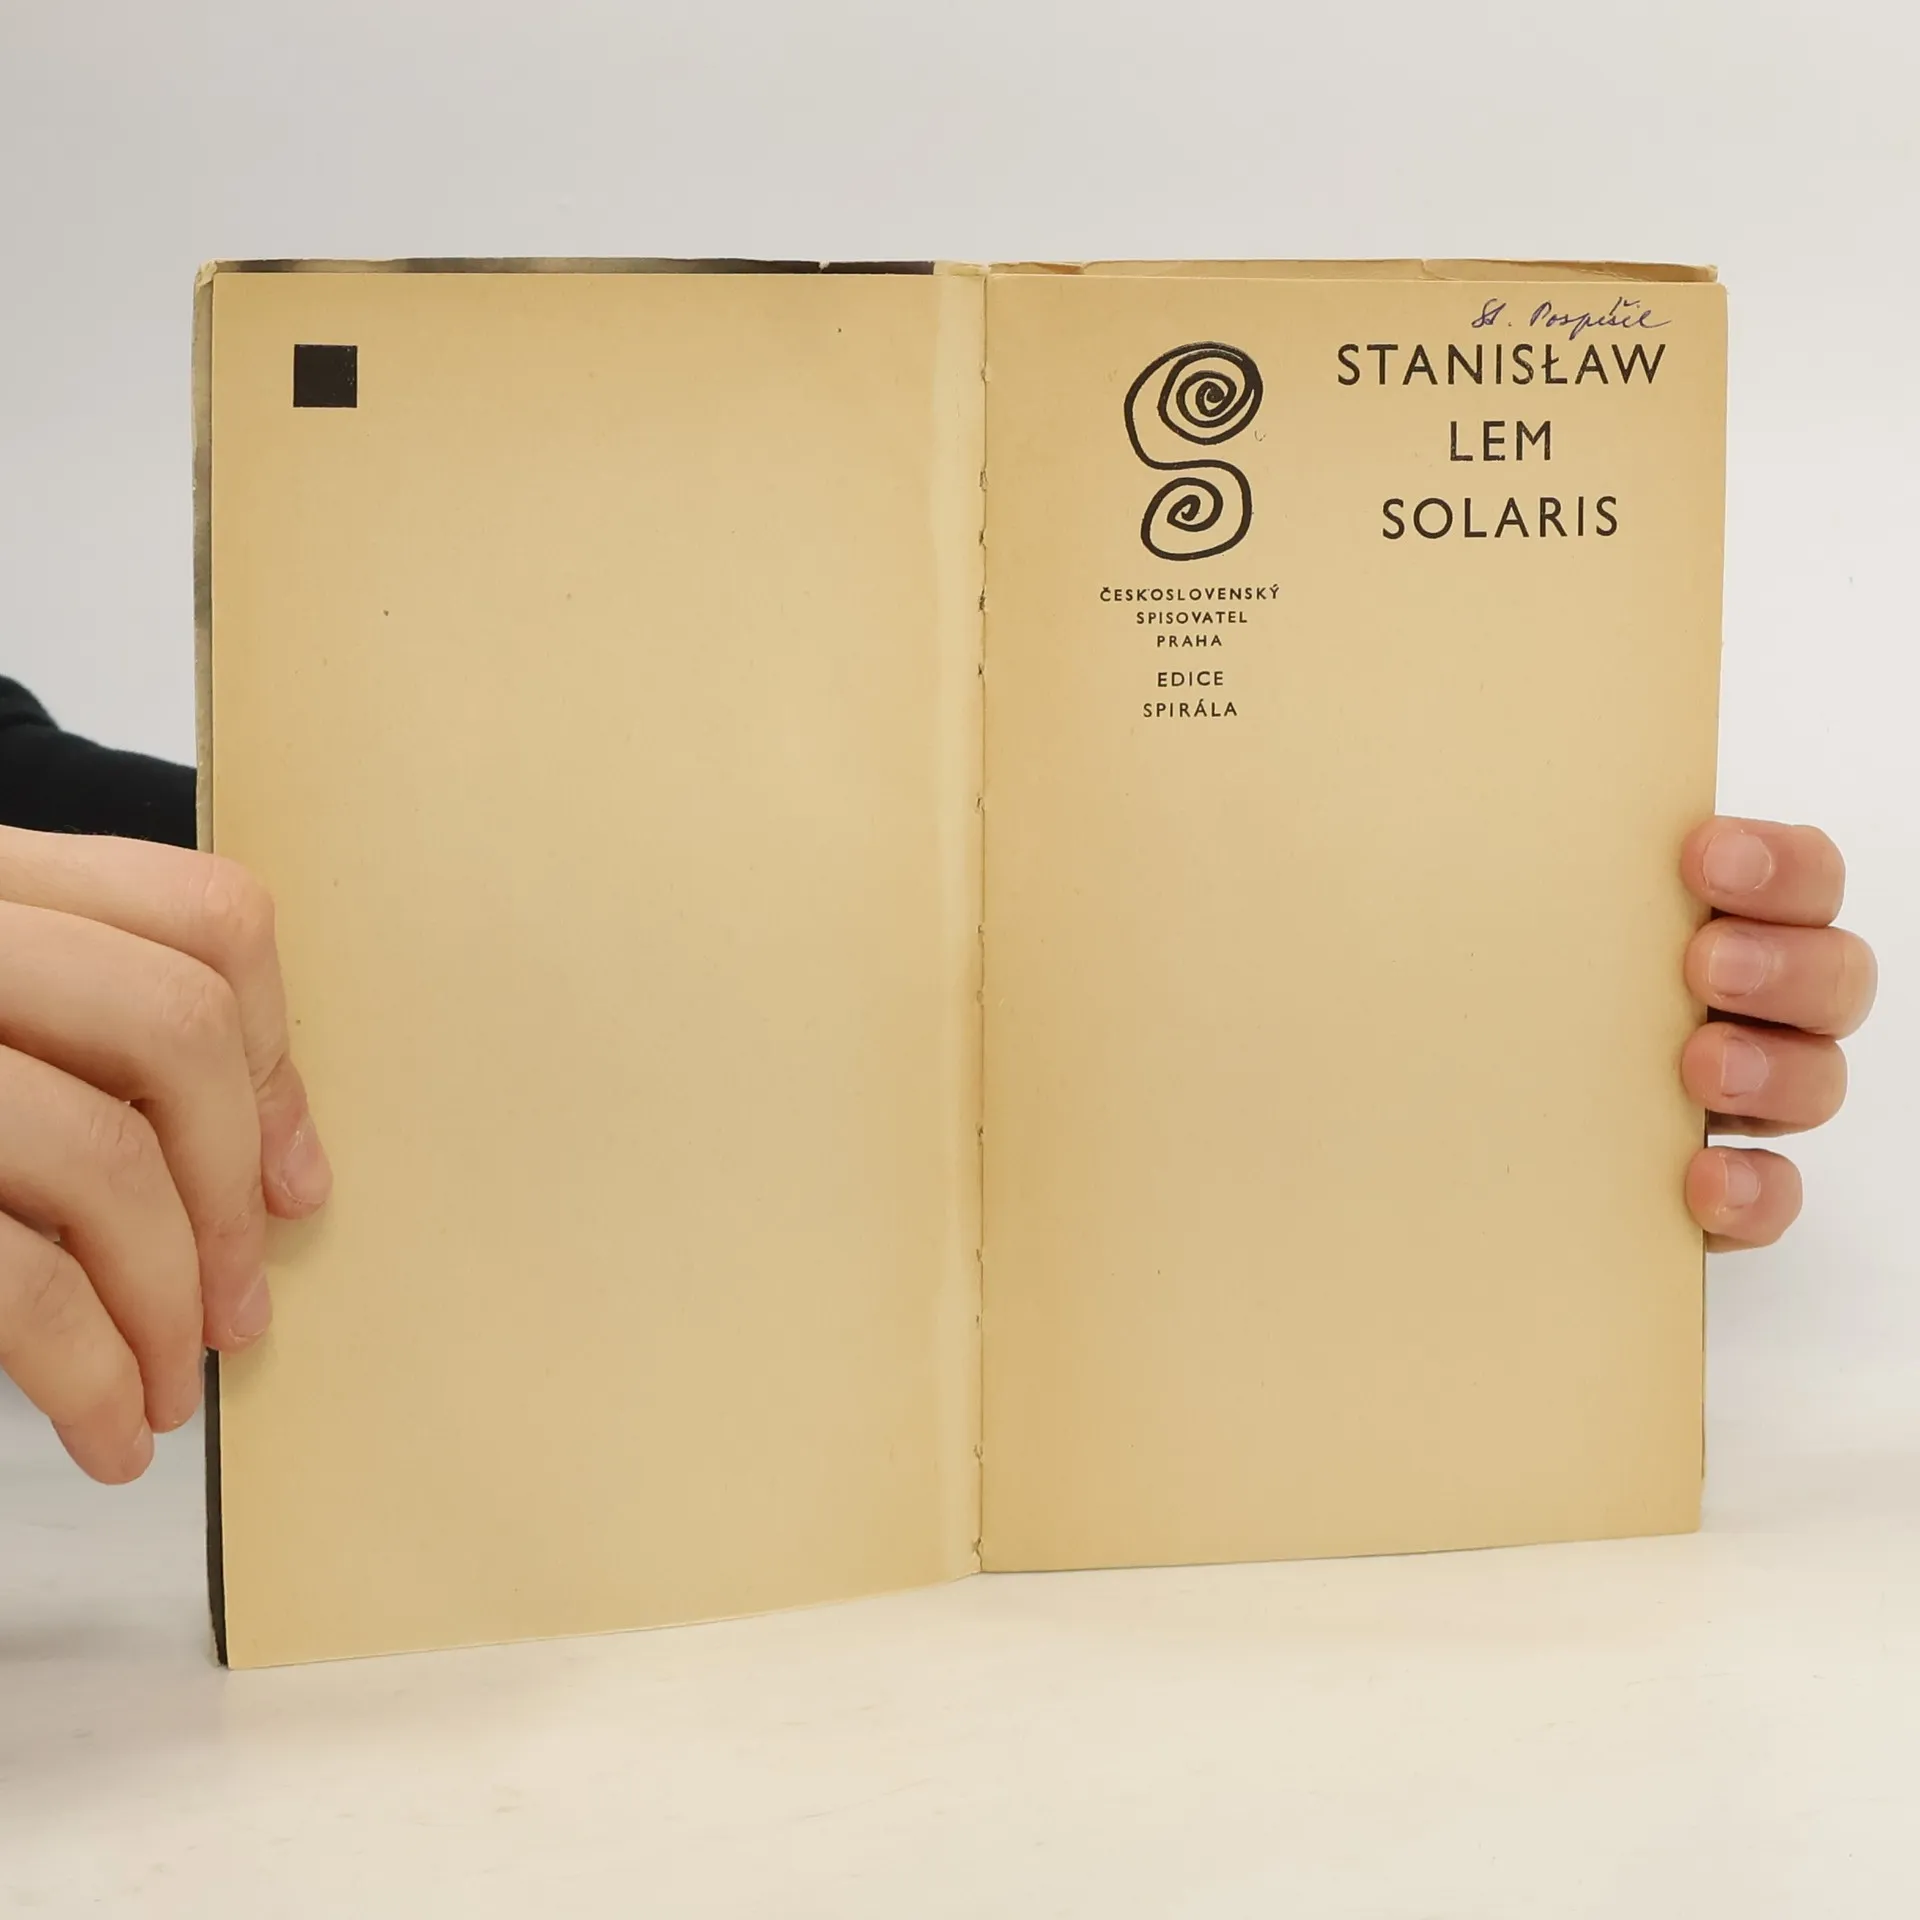 St. Pospíšil
STANISŁAW
LEM
SOLARIS
ČESKOSLOVENSKÝ
SPISOVATEL
PRAHA
EDICE
SPIRÁLA